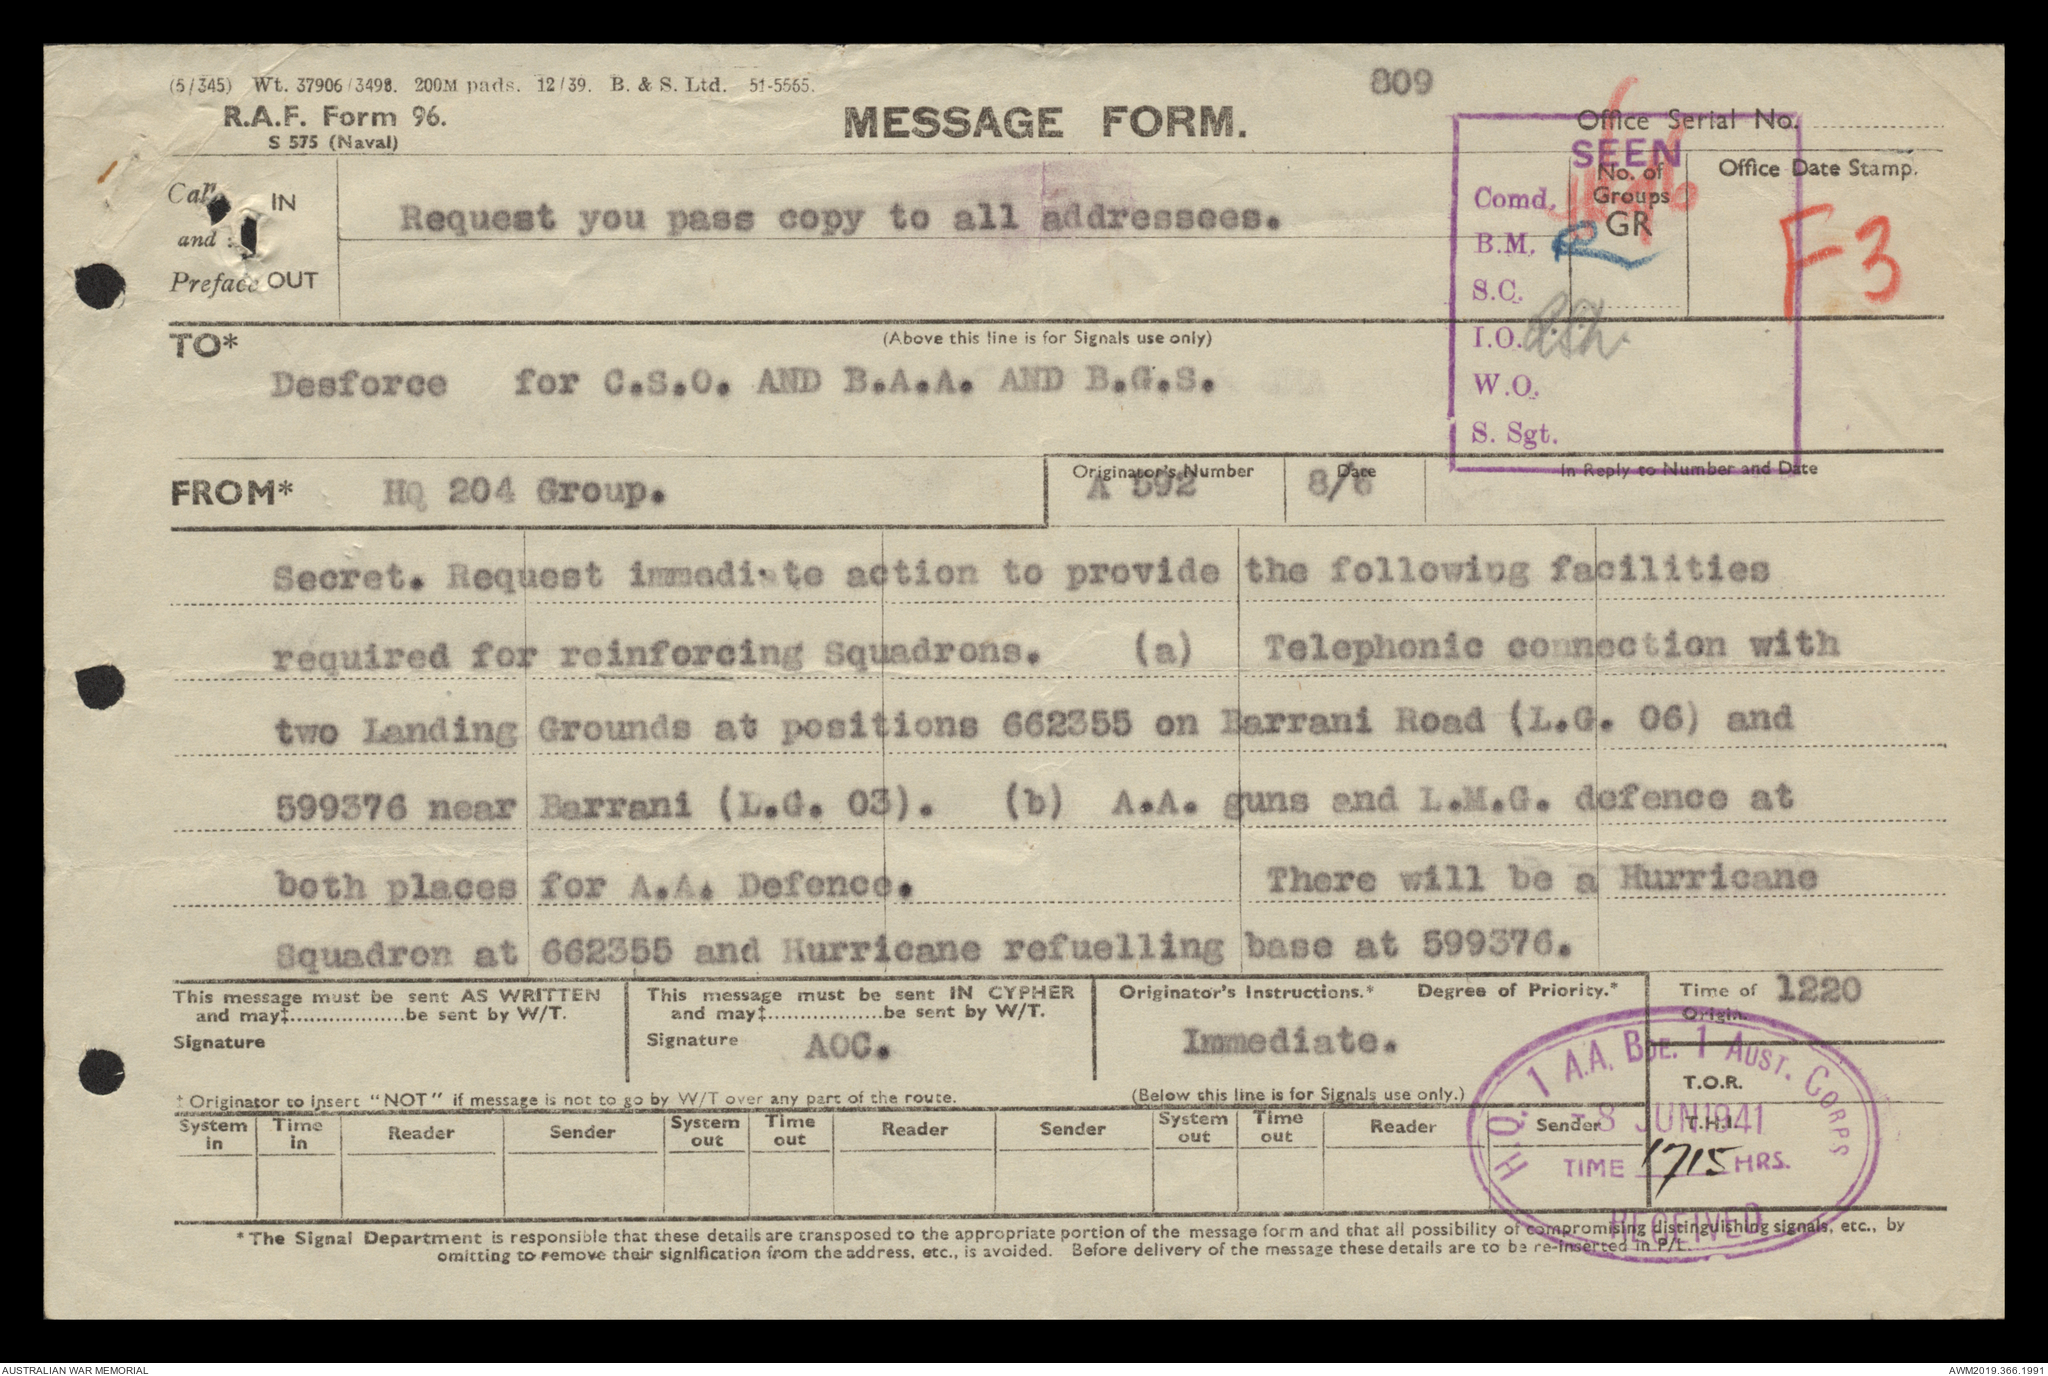 (5/345) Wt. 37906/3498. 200M pads. 12/39. B. & S. Ltd. 51-5565.
809
R.A.F. Form 96.
S 575 (Naval)
MESSAGE FORM.
Office Serial No.
SEEN
No. of Groups GR
Office Date Stamp.
IN
and :
Preface OUT
Request you pass copy to all addressees.
Comd.
B.M.
S.C.
I.O.
W.O.
S. Sgt.
F3
(Above this line is for Signals use only)
TO*
Desforce for C.S.O. AND B.A.A. AND B.G.S.
FROM* HQ 204 Group.
Originator's Number A 592
Date 8/6
In Reply to Number and Date
Secret. Request immediate action to provide the following facilities
required for reinforcing Squadrons. (a) Telephonic connection with
two Landing Grounds at positions 662355 on Barrani Road (L.G. 06) and
599376 near Barrani (L.G. 03). (b) A.A. guns and L.M.G. defence at
both places for A.A. Defence. There will be a Hurricane
Squadron at 662355 and Hurricane refuelling base at 599376.
This message must be sent AS WRITTEN
and may‡..................be sent by W/T.
Signature
This message must be sent IN CYPHER
and may‡..................be sent by W/T.
Signature AOC.
Originator's Instructions.* Degree of Priority.*
Immediate.
Time of Origin. 1220
T.O.R.
T.H.I.
‡ Originator to insert "NOT" if message is not to go by W/T over any part of the route.
(Below this line is for Signals use only.)
System in
Time in
Reader
Sender
System out
Time out
Reader
Sender
System out
Time out
Reader
Sender
H.Q. 1 A.A. BDE. 1 AUST. CORPS
8 JUN 1941
TIME 1715 HRS.
RECEIVED
* The Signal Department is responsible that these details are transposed to the appropriate portion of the message form and that all possibility of compromising distinguishing signals, etc., by
omitting to remove their signification from the address, etc., is avoided. Before delivery of the message these details are to be re-inserted in P/L.
AUSTRALIAN WAR MEMORIAL
AWM2019.366.1991